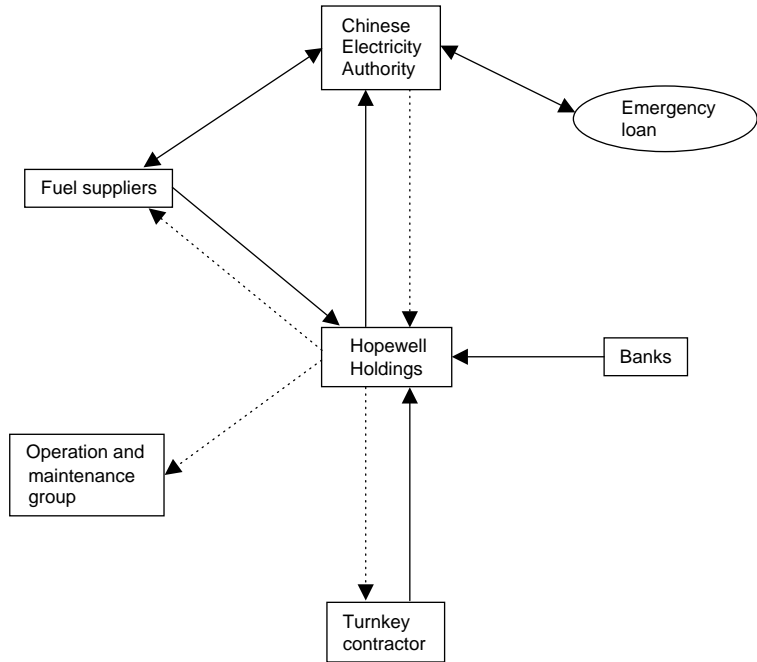 Chinese
Electricity
Authority
Emergency
loan
Fuel suppliers
Hopewell
Holdings
Banks
Operation and
maintenance
group
Turnkey
contractor